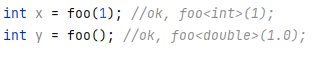 int x = foo(1); //ok, foo<int>(1);
int y = foo(); //ok, foo<double>(1.0);